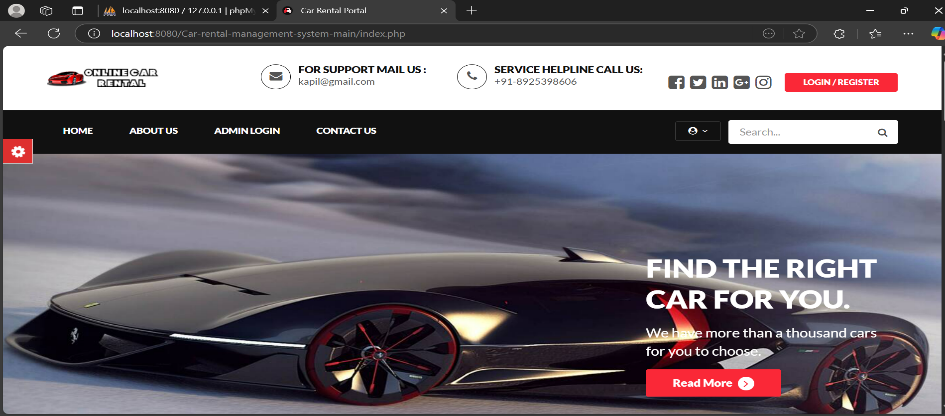 localhost:8080 / 127.0.0.1 | phpM
Car Rental Portal
localhost:8080/Car-rental-management-system-main/index.php
ONLINE CAR
RENTAL
FOR SUPPORT MAIL US :
kapil@gmail.com
SERVICE HELPLINE CALL US:
+91-8925398606
LOGIN / REGISTER
HOME
ABOUT US
ADMIN LOGIN
CONTACT US
Search...
FIND THE RIGHT
CAR FOR YOU.
We have more than a thousand cars
for you to choose.
Read More